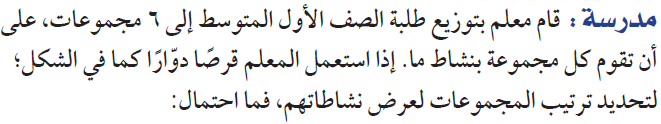 مدرسة: قام معلم بتوزيع طلبة الصف الأول المتوسط إلى ٦ مجموعات، على
أن تقوم كل مجموعة بنشاط ما. إذا استعمل المعلم قرصًا دوّارًا كما في الشكل؛
لتحديد ترتيب المجموعات لعرض نشاطاتهم، فما احتمال: